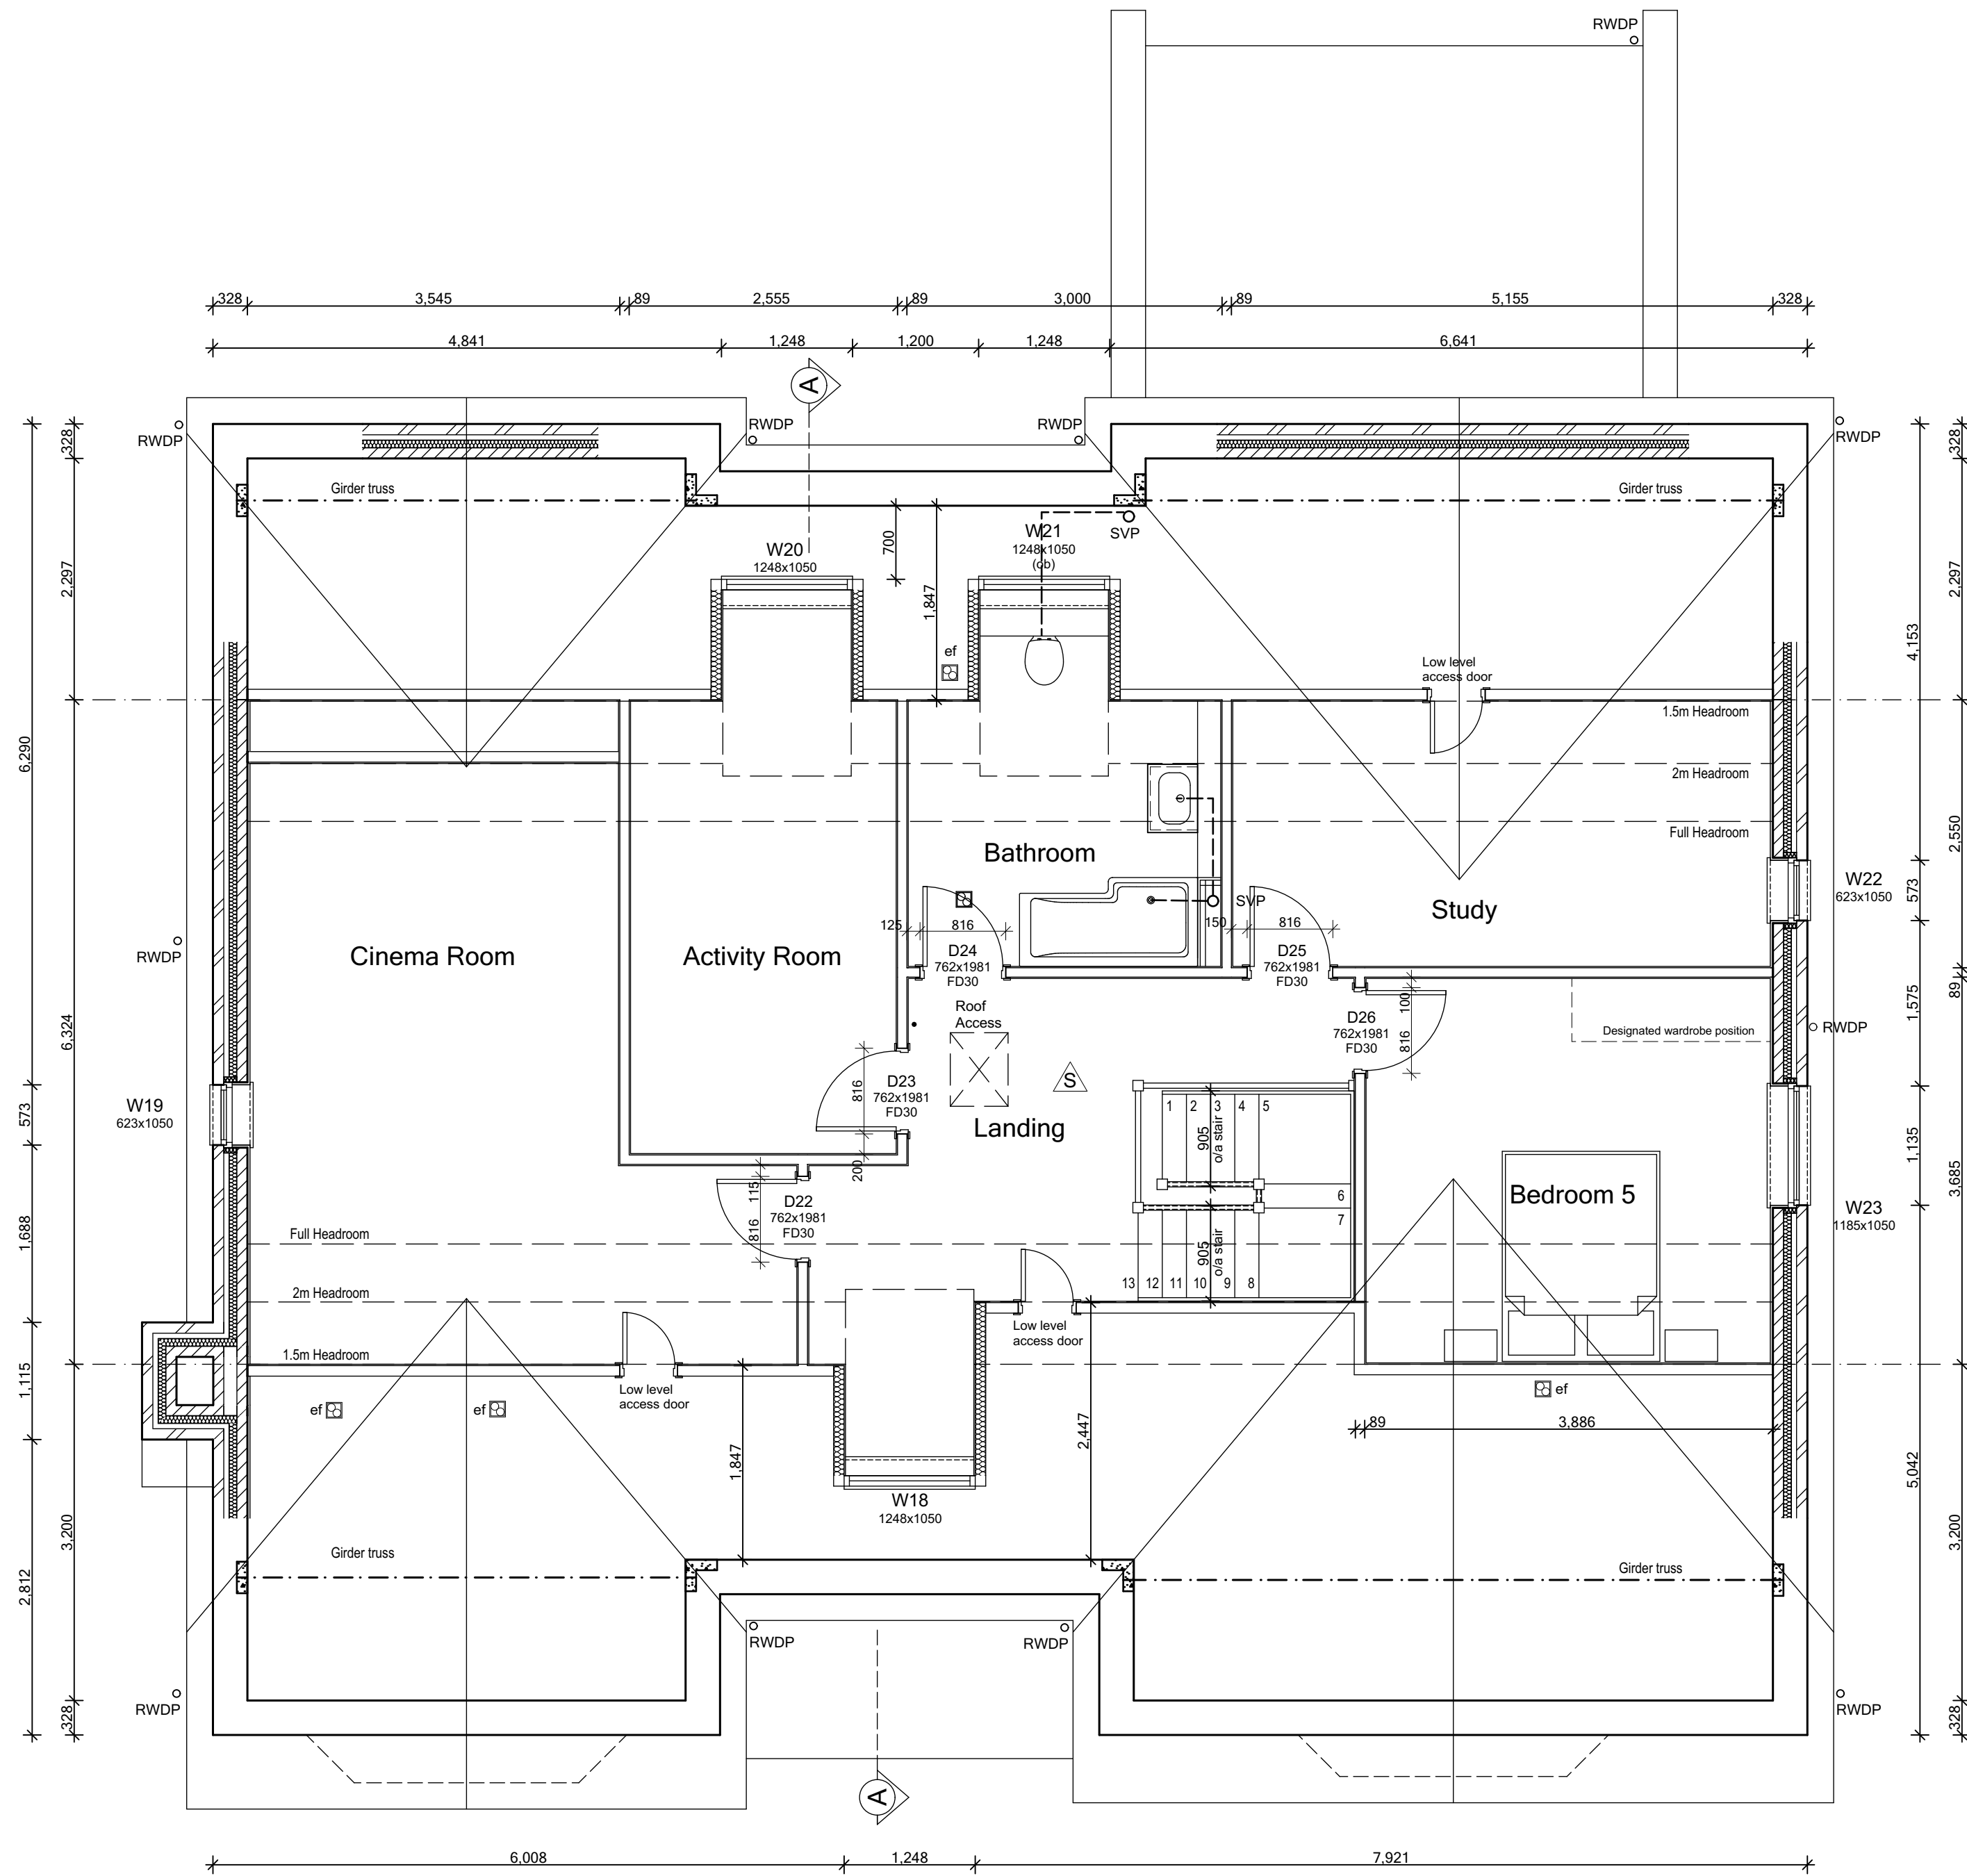 RWDP
328
3,545
89
2,555
89
3,000
89
5,155
328
4,841
1,248
1,200
1,248
6,641
A
RWDP
RWDP
RWDP
RWDP
328
328
Girder truss
Girder truss
W20
1248x1050
700
W21
1248x1050
(ob)
SVP
2,297
1,847
2,297
4,153
ef
Low level
access door
1.5m Headroom
2m Headroom
Full Headroom
6,290
2,550
Bathroom
Study
W22
623x1050
573
SVP
125
816
150
816
RWDP
Cinema Room
Activity Room
D24
762x1981
FD30
D25
762x1981
FD30
89
6,324
Roof
Access
100
D26
762x1981
FD30
816
1,575
Designated wardrobe position
RWDP
S
W19
623x1050
573
816
D23
762x1981
FD30
Landing
1
2
3
4
5
905
o/a stair
1,135
3,685
200
115
D22
762x1981
FD30
816
6
7
Bedroom 5
W23
1185x1050
1,688
Full Headroom
905
o/a stair
13
12
11
10
9
8
2m Headroom
Low level
access door
1.5m Headroom
1,115
Low level
access door
ef
ef
ef
89
3,886
1,847
2,447
5,042
W18
1248x1050
3,200
3,200
Girder truss
Girder truss
2,812
RWDP
RWDP
RWDP
RWDP
328
328
A
6,008
1,248
7,921